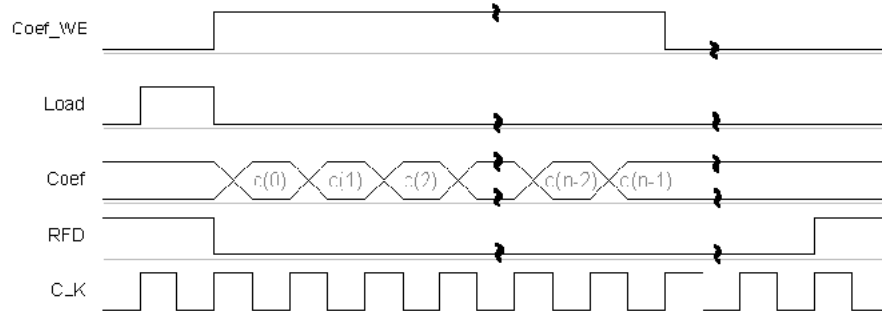 Coef_WE
Load
Coef
c(0) c(1) c(2) c(n-2) c(n-1)
RFD
C_K